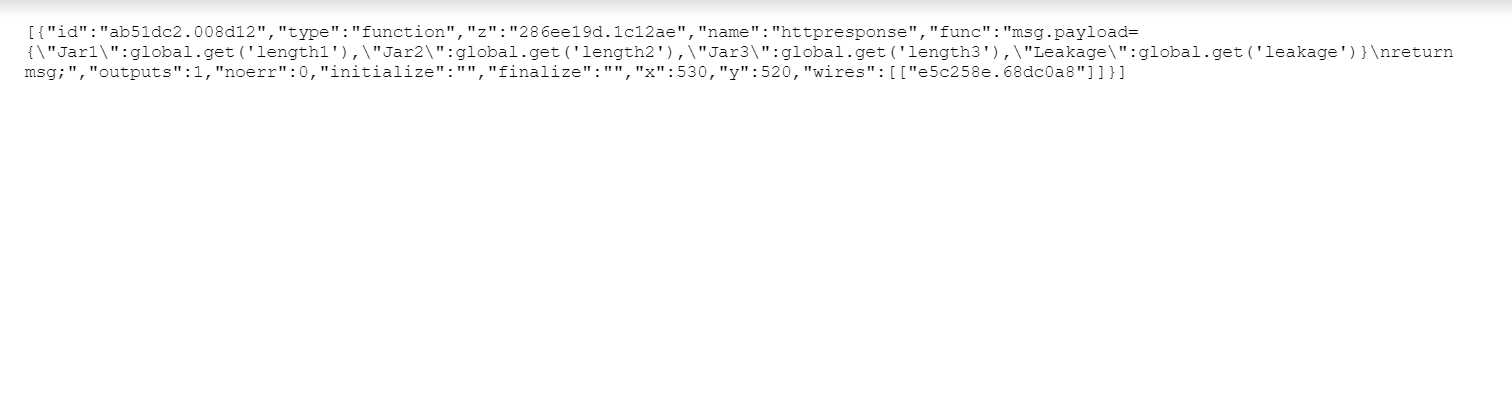 [{"id":"ab51dc2.008d12","type":"function","z":"286ee19d.1c12ae","name":"httpresponse","func":"msg.payload=
{\"Jar1\":global.get('length1'),\"Jar2\":global.get('length2'),\"Jar3\":global.get('length3'),\"Leakage\":global.get('leakage')}\nreturn
msg;","outputs":1,"noerr":0,"initialize":"","finalize":"","x":530,"y":520,"wires":[["e5c258e.68dc0a8"]]}]